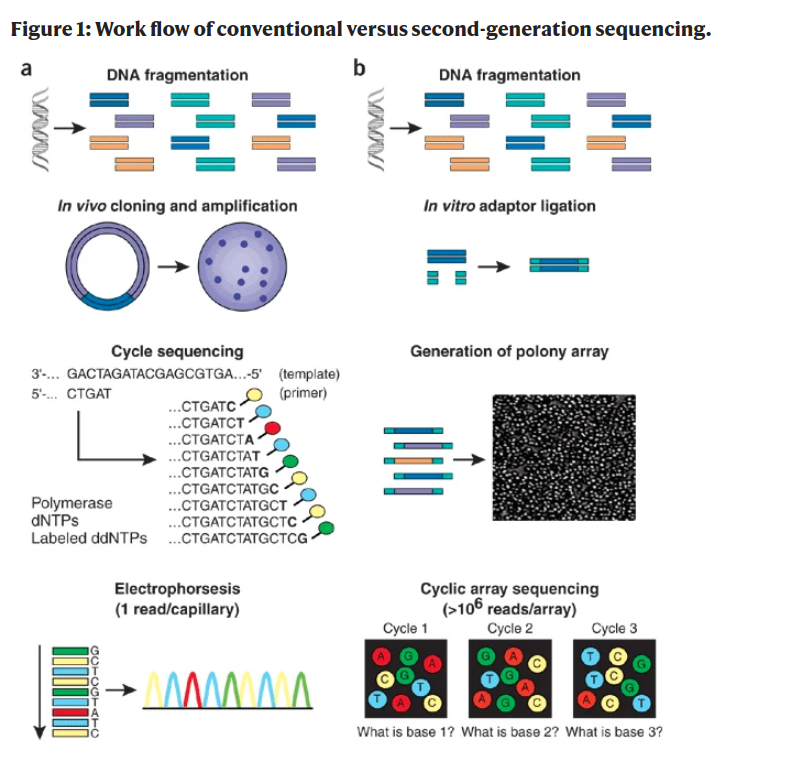 Figure 1: Work flow of conventional versus second-generation sequencing.
a
DNA fragmentation
In vivo cloning and amplification
Cycle sequencing
3'-... GACTAGATACGAGCGTGA...-5' (template)
5'-... CTGAT (primer)
...CTGATC
...CTGATCT
...CTGATCTA
...CTGATCTAT
...CTGATCTATG
...CTGATCTATGC
...CTGATCTATGCT
...CTGATCTATGCTC
...CTGATCTATGCTCG
Polymerase
dNTPs
Labeled ddNTPs
Electrophorsesis
(1 read/capillary)
G
C
T
C
G
T
A
T
C
b
DNA fragmentation
In vitro adaptor ligation
Generation of polony array
Cyclic array sequencing
(>10⁶ reads/array)
Cycle 1 Cycle 2 Cycle 3
A G A G A C T C G
C G T T G A T C G
T A C A G C A C T
What is base 1? What is base 2? What is base 3?